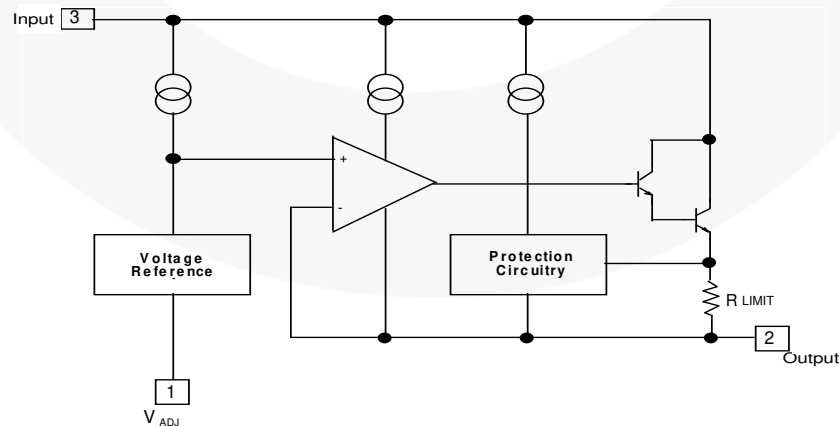 Input 3
+
-
Voltage
Reference
Protection
Circuitry
R LIMIT
2
Output
1
V ADJ